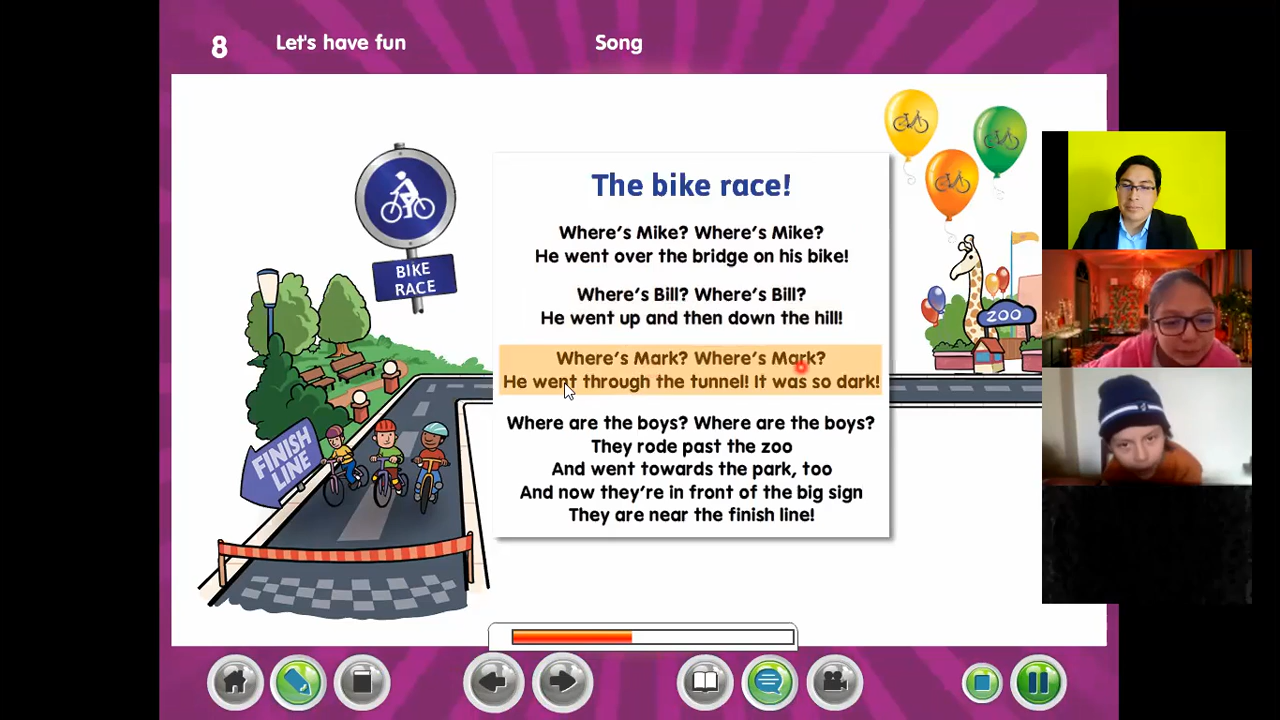 8 Let's have fun Song
The bike race!
Where's Mike? Where's Mike?
He went over the bridge on his bike!
Where's Bill? Where's Bill?
He went up and then down the hill!
Where's Mark? Where's Mark?
He went through the tunnel! It was so dark!
Where are the boys? Where are the boys?
They rode past the zoo
And went towards the park, too
And now they're in front of the big sign
They are near the finish line!
BIKE
RACE
FINISH
LINE
ZOO